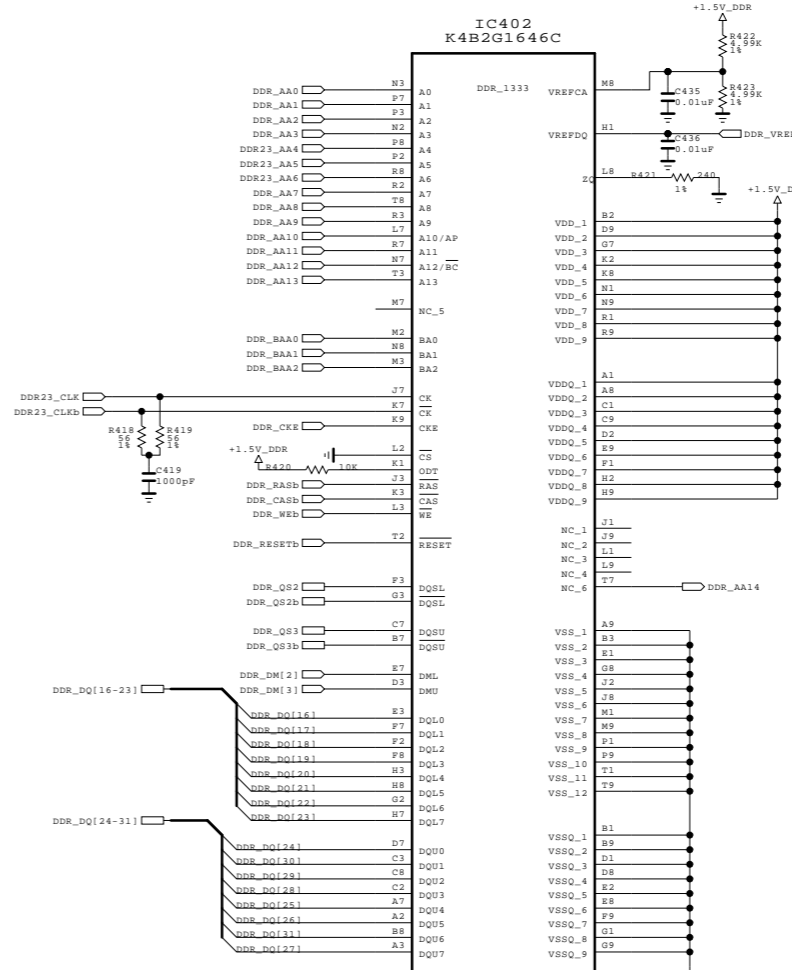 +1.5V_DDR
IC402
K4B2G1646C
R422
4.99K
1%
DDR_1333
DDR_AA0 N3 A0
VREFCA M8
C435
0.01uF
R423
4.99K
1%
DDR_AA1 P7 A1
DDR_AA2 P3 A2
DDR_AA3 N2 A3
VREFDQ H1
C436
0.01uF
DDR_VREF
DDR23_AA4 P8 A4
DDR23_AA5 P2 A5
DDR23_AA6 R8 A6
ZQ L8
R421 240
1%
DDR_AA7 R2 A7
+1.5V_D
DDR_AA8 T8 A8
DDR_AA9 R3 A9
VDD_1 B2
DDR_AA10 L7 A10/AP
VDD_2 D9
DDR_AA11 R7 A11
VDD_3 G7
DDR_AA12 N7 A12/BC
VDD_4 K2
DDR_AA13 T3 A13
VDD_5 K8
VDD_6 N1
M7 NC_5
VDD_7 N9
VDD_8 R1
DDR_BAA0 M2 BA0
VDD_9 R9
DDR_BAA1 N8 BA1
DDR_BAA2 M3 BA2
VDDQ_1 A1
DDR23_CLK J7 CK
VDDQ_2 A8
DDR23_CLKb K7 CK
VDDQ_3 C1
DDR_CKE K9 CKE
VDDQ_4 C9
R418
56
1%
R419
56
1%
VDDQ_5 D2
L2 CS
VDDQ_6 E9
+1.5V_DDR
R420 10K
K1 ODT
VDDQ_7 F1
C419
1000pF
DDR_RASb J3 RAS
VDDQ_8 H2
DDR_CASb K3 CAS
VDDQ_9 H9
DDR_WEb L3 WE
NC_1 J1
DDR_RESETb T2 RESET
NC_2 J9
NC_3 L1
NC_4 L9
DDR_QS2 F3 DQSL
NC_6 T7 DDR_AA14
DDR_QS2b G3 DQSL
DDR_QS3 C7 DQSU
VSS_1 A9
DDR_QS3b B7 DQSU
VSS_2 B3
VSS_3 E1
DDR_DM[2] E7 DML
VSS_4 G8
DDR_DM[3] D3 DMU
VSS_5 J2
DDR_DQ[16-23]
VSS_6 J8
DDR_DQ[16] E3 DQL0
VSS_7 M1
DDR_DQ[17] F7 DQL1
VSS_8 M9
DDR_DQ[18] F2 DQL2
VSS_9 P1
DDR_DQ[19] F8 DQL3
VSS_10 P9
DDR_DQ[20] H3 DQL4
VSS_11 T1
DDR_DQ[21] H8 DQL5
VSS_12 T9
DDR_DQ[22] G2 DQL6
DDR_DQ[23] H7 DQL7
DDR_DQ[24-31]
VSSQ_1 B1
DDR_DQ[24] D7 DQU0
VSSQ_2 B9
DDR_DQ[30] C3 DQU1
VSSQ_3 D1
DDR_DQ[29] C8 DQU2
VSSQ_4 D8
DDR_DQ[28] C2 DQU3
VSSQ_5 E2
DDR_DQ[25] A7 DQU4
VSSQ_6 E8
DDR_DQ[26] A2 DQU5
VSSQ_7 F9
DDR_DQ[31] B8 DQU6
VSSQ_8 G1
DDR_DQ[27] A3 DQU7
VSSQ_9 G9